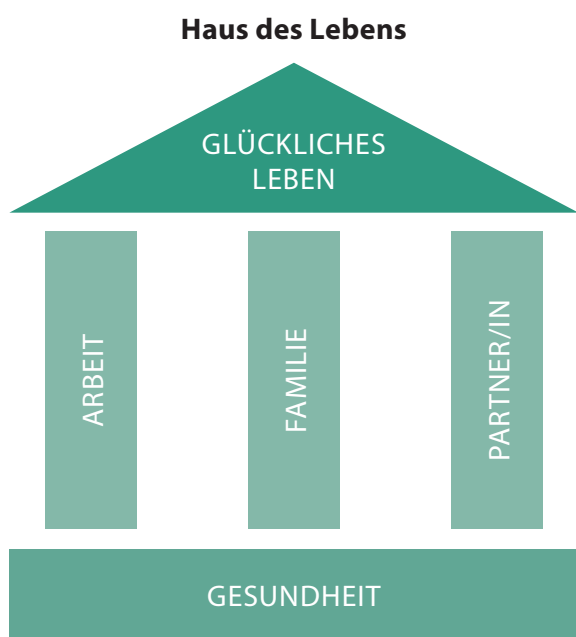 Haus des Lebens
GLÜCKLICHES
LEBEN
ARBEIT
FAMILIE
PARTNER/IN
GESUNDHEIT